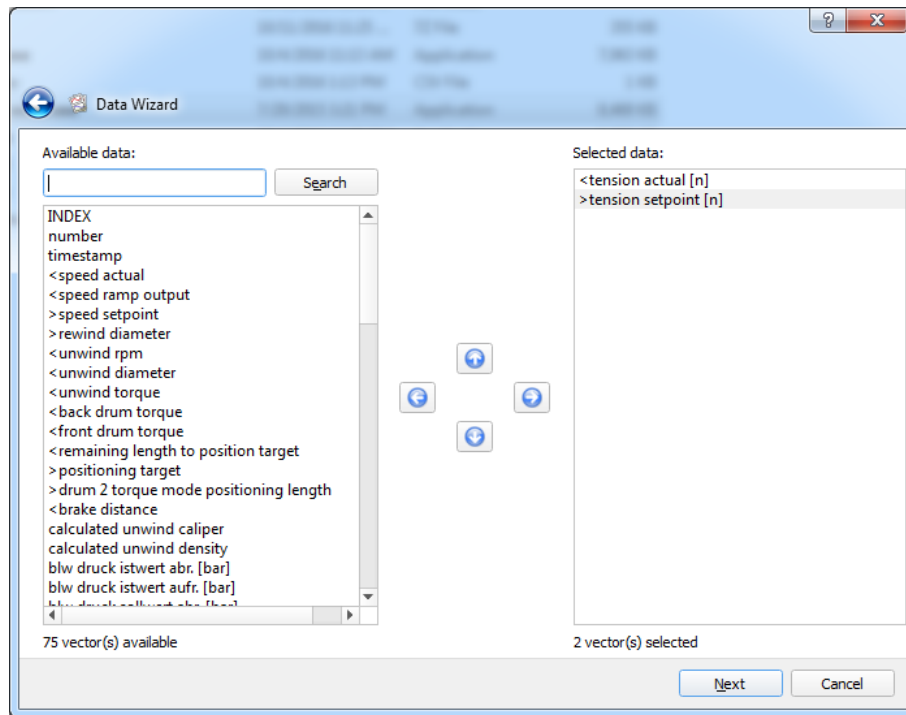 Data Wizard
Available data:
Search
INDEX
number
timestamp
<speed actual
<speed ramp output
>speed setpoint
>rewind diameter
<unwind rpm
<unwind diameter
<unwind torque
<back drum torque
<front drum torque
<remaining length to position target
>positioning target
>drum 2 torque mode positioning length
<brake distance
calculated unwind caliper
calculated unwind density
blw druck istwert abr. [bar]
blw druck istwert aufr. [bar]
75 vector(s) available
Selected data:
<tension actual [n]
>tension setpoint [n]
2 vector(s) selected
Next
Cancel